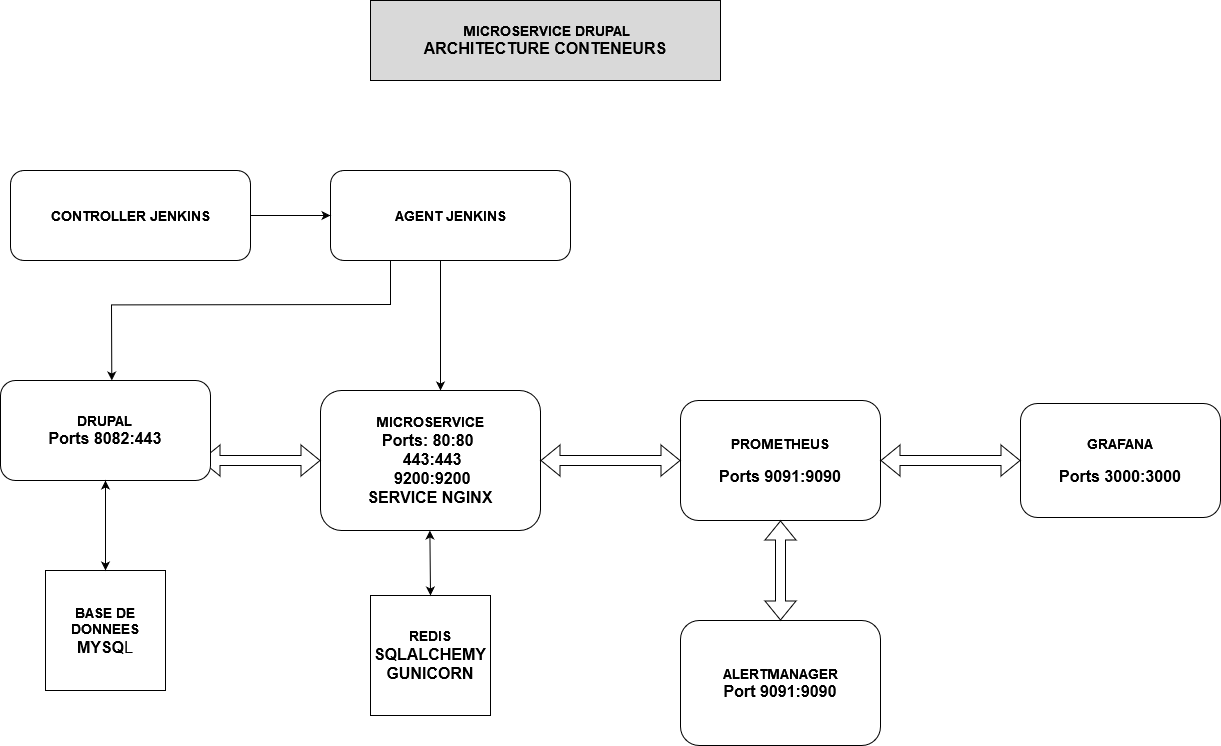 MICROSERVICE DRUPAL
ARCHITECTURE CONTENEURS
CONTROLLER JENKINS
AGENT JENKINS
DRUPAL
Ports 8082:443
MICROSERVICE
Ports: 80:80
443:443
9200:9200
SERVICE NGINX
PROMETHEUS
Ports 9091:9090
GRAFANA
Ports 3000:3000
BASE DE
DONNEES
MYSQL
REDIS
SQLALCHEMY
GUNICORN
ALERTMANAGER
Port 9091:9090